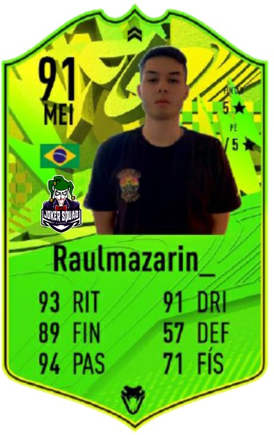 91
MEI
5 ★
PÉ
/5 ★
JOKER SQUAD
Raulmazarin_
93 RIT 91 DRI
89 FIN 57 DEF
94 PAS 71 FÍS